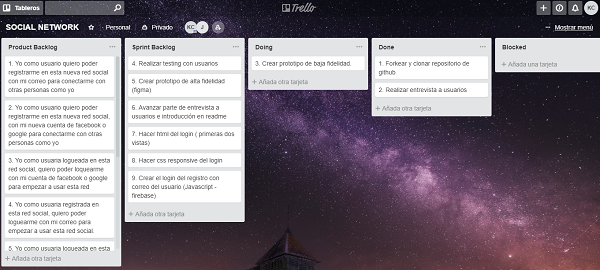 Tableros
Trello
KC
SOCIAL NETWORK
Personal
Privado
KC
J
Mostrar menú
Product Backlog
1. Yo como usuario quiero poder
registrarme en esta nueva red social
con mi correo para conectarme con
otras personas como yo
2. Yo como usuario quiero poder
registrarme en esta nueva red social,
con mi nueva cuenta de facebook o
google para conectarme con otras
personas como yo
3. Yo como usuaria logueada en esta
red social, quiero poder loguearme
con mi cuenta de facebook o google
para empezar a usar esta red
4. Yo como usuaria registrada en
esta red social, quiero poder
loguearme con mi correo para
empezar a usar esta red social.
5. Yo como usuaria logueada en esta
+ Añada otra tarjeta
Sprint Backlog
4. Realizar testing con usuarios
5. Crear prototipo de alta fidelidad
(figma)
6. Avanzar parte de entrevista a
usuarios e introducción en readme
7. Hacer html del login ( primeras dos
vistas)
8. Hacer css responsive del login
9. Crear el login del registro con
correo del usuario (Javascript -
firebase)
+ Añada otra tarjeta
Doing
3. Crear prototipo de baja fidelidad.
+ Añada otra tarjeta
Done
1. Forkear y clonar repositorio de
github
2. Realizar entrevista a usuarios
+ Añada otra tarjeta
Blocked
+ Añada una tarjeta